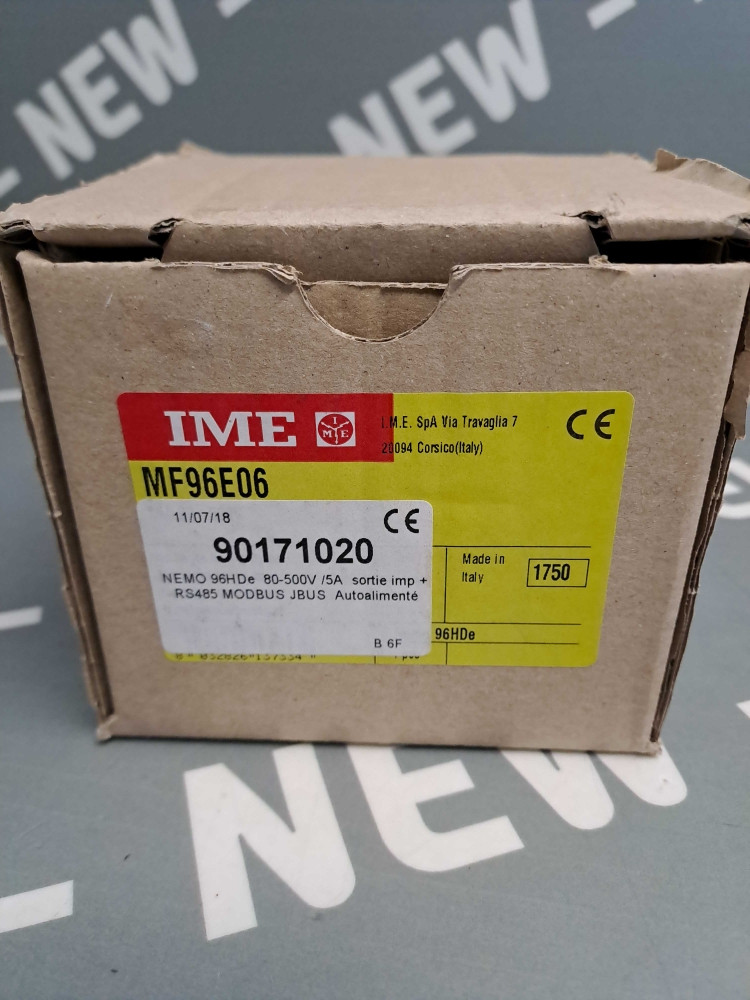 NEW
NEW
NEW
IME
I
M E
I.M.E. SpA Via Travaglia 7
20094 Corsico(Italy)
CE
MF96E06
11/07/18
CE
90171020
NEMO 96HDe 80-500V /5A sortie imp +
RS485 MODBUS JBUS Autoalimenté
B 6F
Made in
Italy
1750
96HDe
NEW